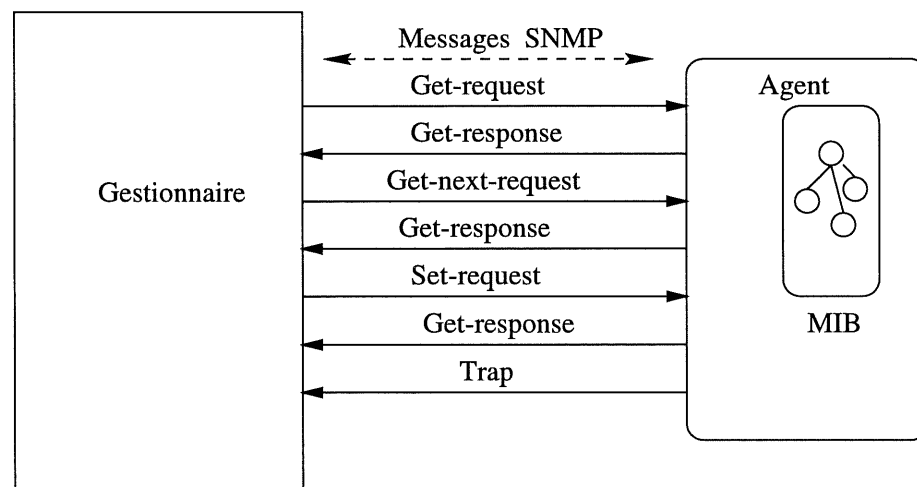 Messages SNMP
Get-request
Agent
Get-response
Gestionnaire
Get-next-request
Get-response
Set-request
Get-response
MIB
Trap